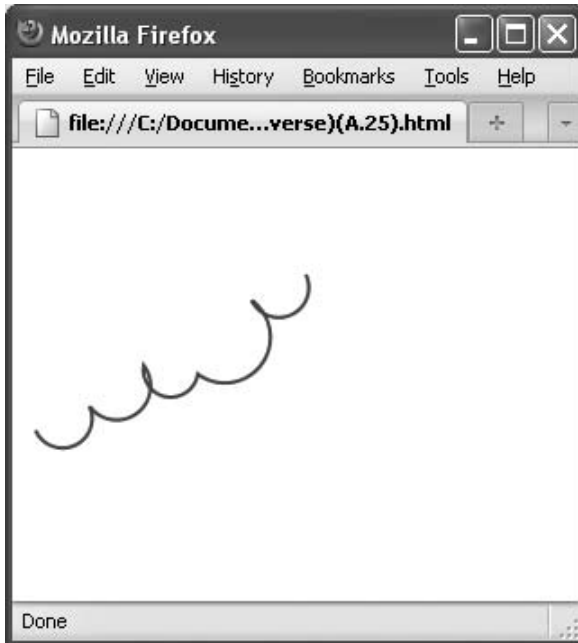 Mozilla Firefox
File Edit View History Bookmarks Tools Help
file:///C:/Docume...verse)(A.25).html
Done